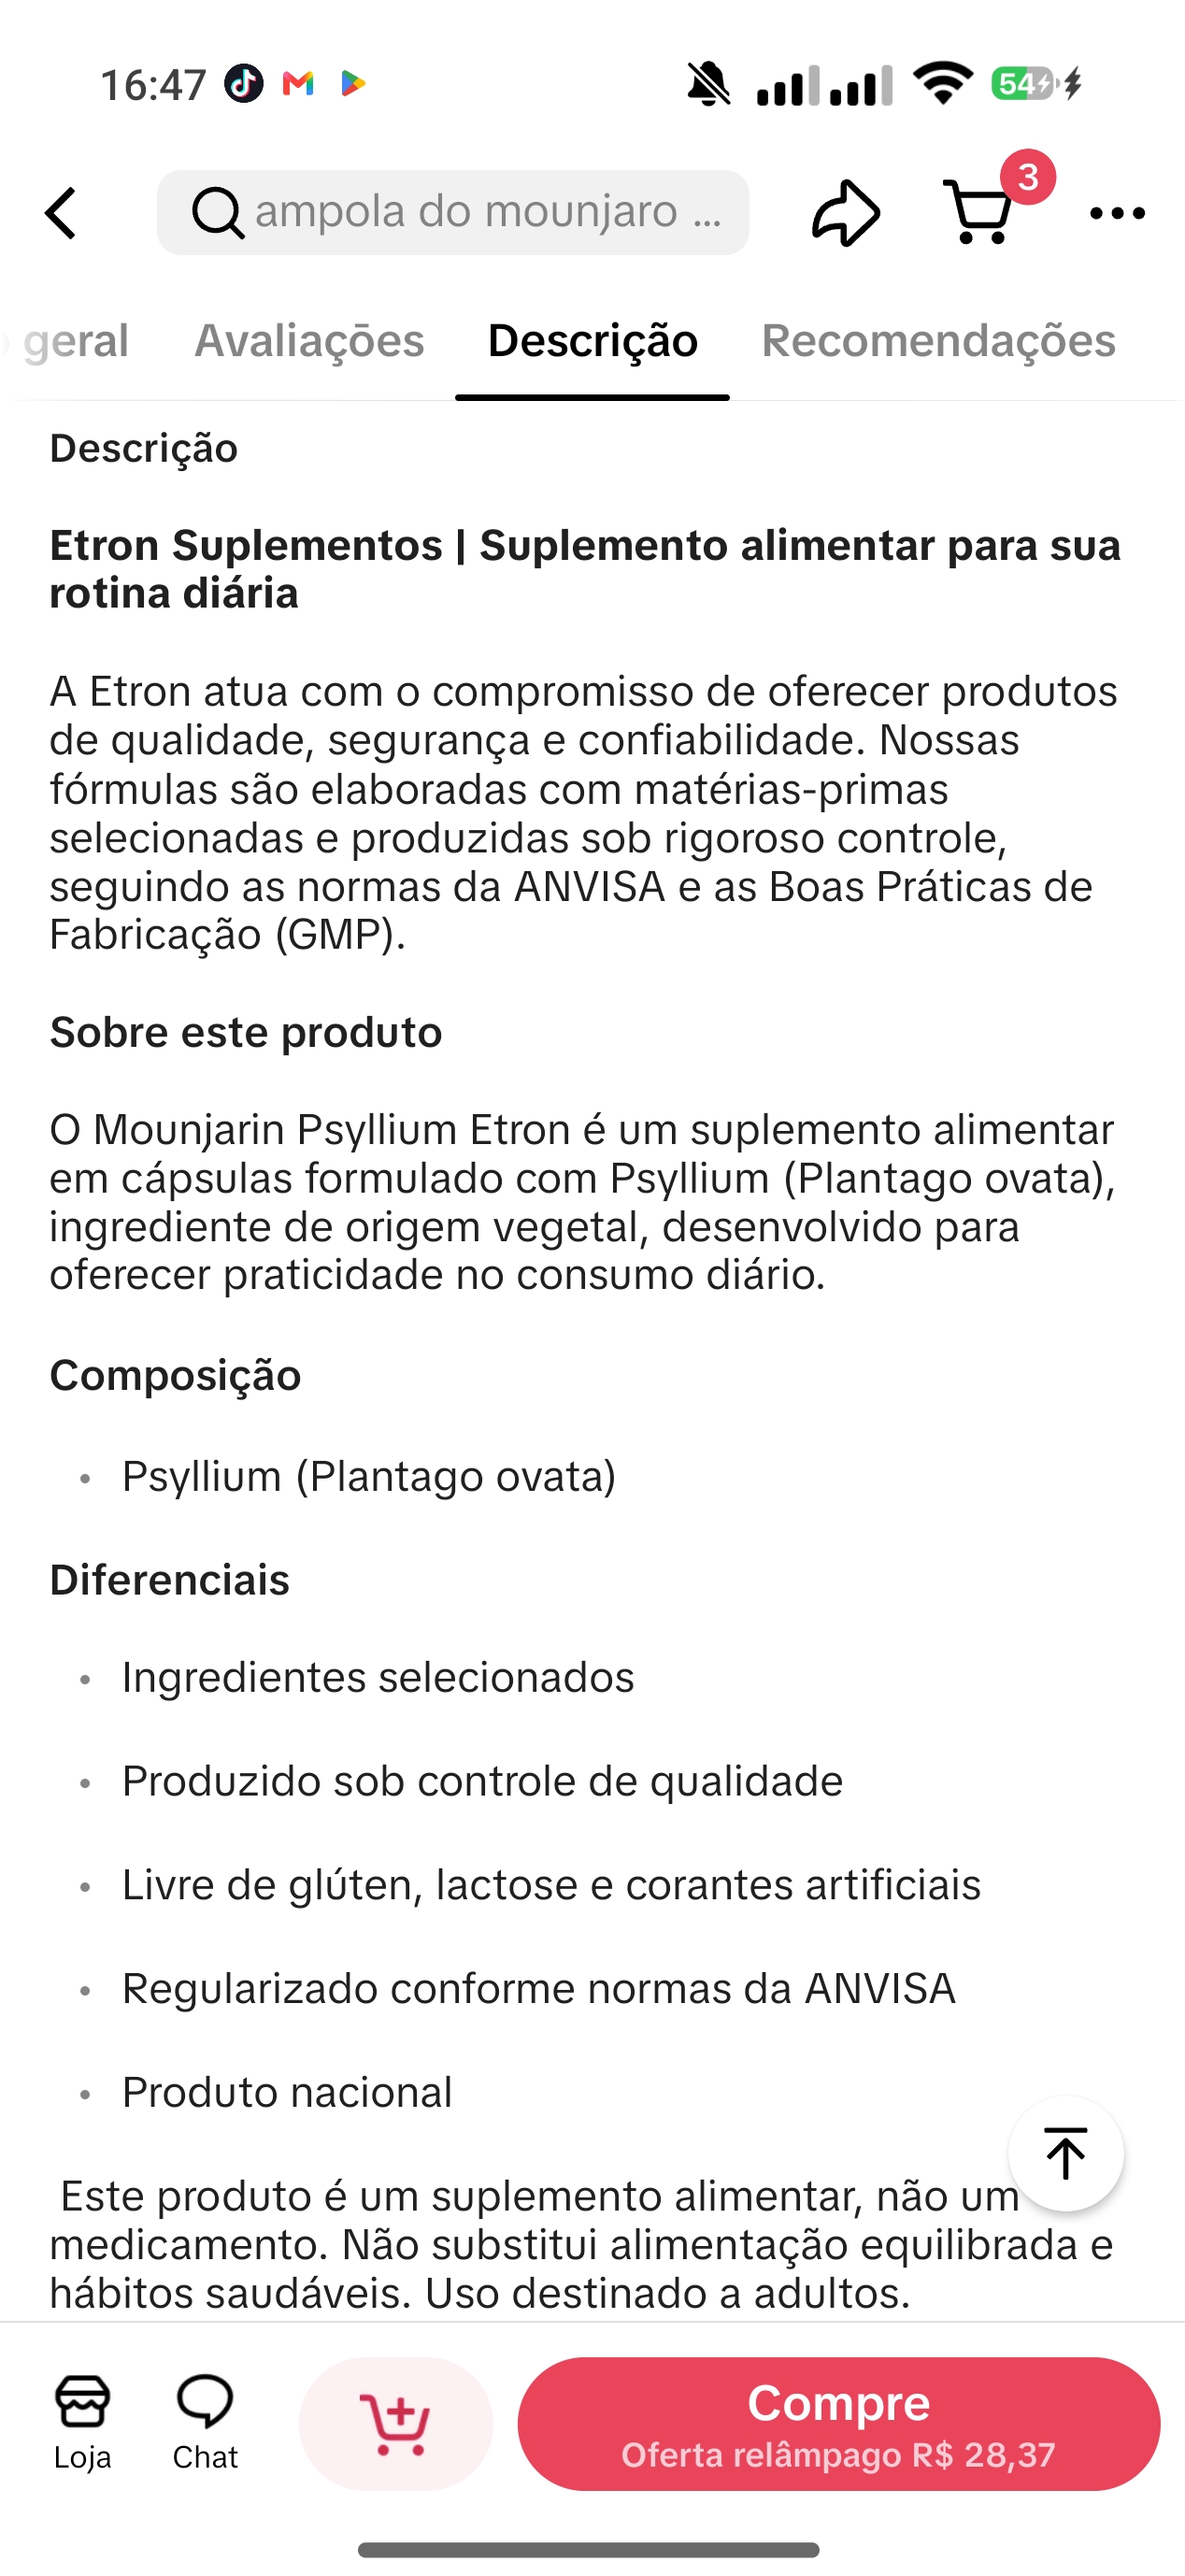 16:47
54
ampola do mounjaro ...
3
geral Avaliações Descrição Recomendações
Descrição
Etron Suplementos | Suplemento alimentar para sua
rotina diária
A Etron atua com o compromisso de oferecer produtos
de qualidade, segurança e confiabilidade. Nossas
fórmulas são elaboradas com matérias-primas
selecionadas e produzidas sob rigoroso controle,
seguindo as normas da ANVISA e as Boas Práticas de
Fabricação (GMP).
Sobre este produto
O Mounjarin Psyllium Etron é um suplemento alimentar
em cápsulas formulado com Psyllium (Plantago ovata),
ingrediente de origem vegetal, desenvolvido para
oferecer praticidade no consumo diário.
Composição
• Psyllium (Plantago ovata)
Diferenciais
• Ingredientes selecionados
• Produzido sob controle de qualidade
• Livre de glúten, lactose e corantes artificiais
• Regularizado conforme normas da ANVISA
• Produto nacional
Este produto é um suplemento alimentar, não um
medicamento. Não substitui alimentação equilibrada e
hábitos saudáveis. Uso destinado a adultos.
Loja
Chat
Compre
Oferta relâmpago R$ 28,37